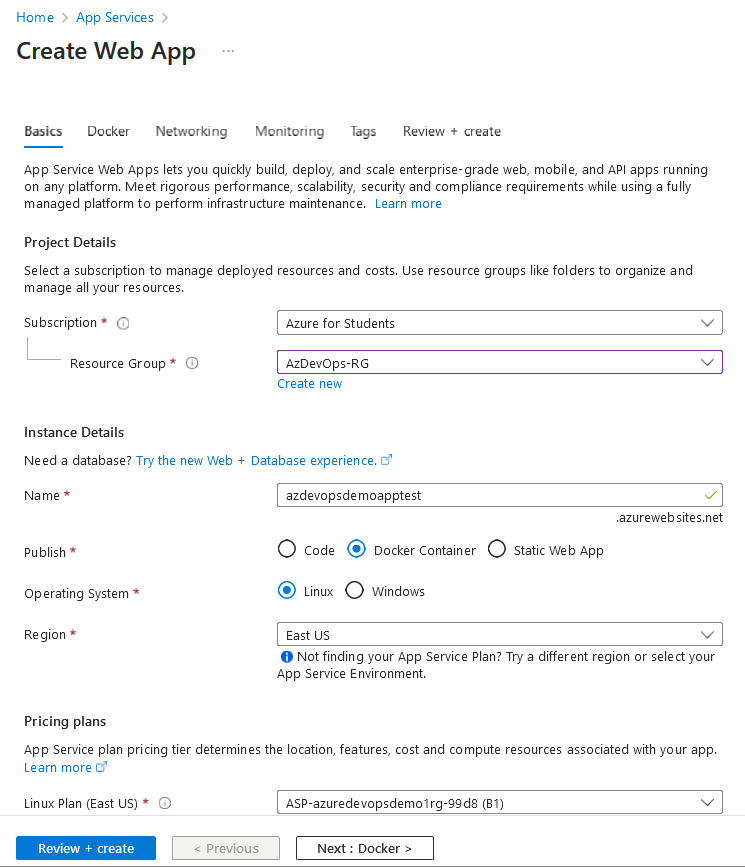 Home > App Services >
Create Web App ...
Basics Docker Networking Monitoring Tags Review + create
App Service Web Apps lets you quickly build, deploy, and scale enterprise-grade web, mobile, and API apps running
on any platform. Meet rigorous performance, scalability, security and compliance requirements while using a fully
managed platform to perform infrastructure maintenance. Learn more
Project Details
Select a subscription to manage deployed resources and costs. Use resource groups like folders to organize and
manage all your resources.
Subscription * Azure for Students
Resource Group * AzDevOps-RG
Create new
Instance Details
Need a database? Try the new Web + Database experience.
Name * azdevopsdemoapptest
.azurewebsites.net
Publish * Code Docker Container Static Web App
Operating System * Linux Windows
Region * East US
Not finding your App Service Plan? Try a different region or select your
App Service Environment.
Pricing plans
App Service plan pricing tier determines the location, features, cost and compute resources associated with your app.
Learn more
Linux Plan (East US) * ASP-azuredevopsdemo1rg-99d8 (B1)
Review + create < Previous Next : Docker >